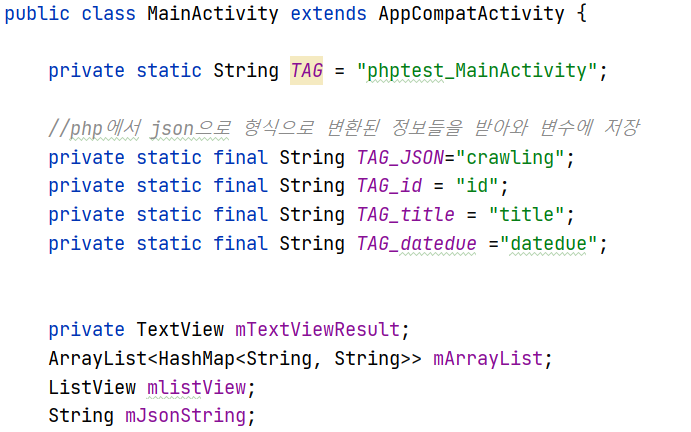 public class MainActivity extends AppCompatActivity {
private static String TAG = "phptest_MainActivity";
//php에서 json으로 형식으로 변환된 정보들을 받아와 변수에 저장
private static final String TAG_JSON="crawling";
private static final String TAG_id = "id";
private static final String TAG_title = "title";
private static final String TAG_datedue ="datedue";
private TextView mTextViewResult;
ArrayList<HashMap<String, String>> mArrayList;
ListView mlistView;
String mJsonString;